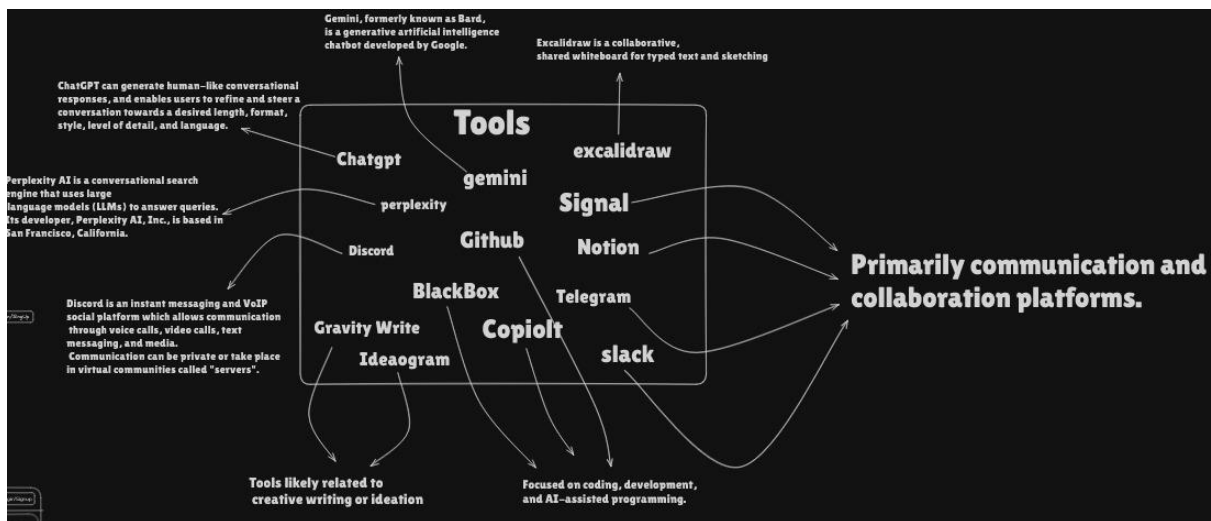 Gemini, formerly known as Bard,
is a generative artificial intelligence
chatbot developed by Google.
Excalidraw is a collaborative,
shared whiteboard for typed text and sketching
ChatGPT can generate human-like conversational
responses, and enables users to refine and steer a
conversation towards a desired length, format,
style, level of detail, and language.
Tools
Chatgpt
excalidraw
gemini
Perplexity AI is a conversational search
engine that uses large
language models (LLMs) to answer queries.
Its developer, Perplexity AI, Inc., is based in
San Francisco, California.
perplexity
Signal
Discord
Github
Notion
Primarily communication and
collaboration platforms.
BlackBox
Telegram
Discord is an instant messaging and VoIP
social platform which allows communication
through voice calls, video calls, text
messaging, and media.
Communication can be private or take place
in virtual communities called "servers".
Gravity Write
Copiolt
Ideaogram
slack
Tools likely related to
creative writing or ideation
Focused on coding, development,
and AI-assisted programming.